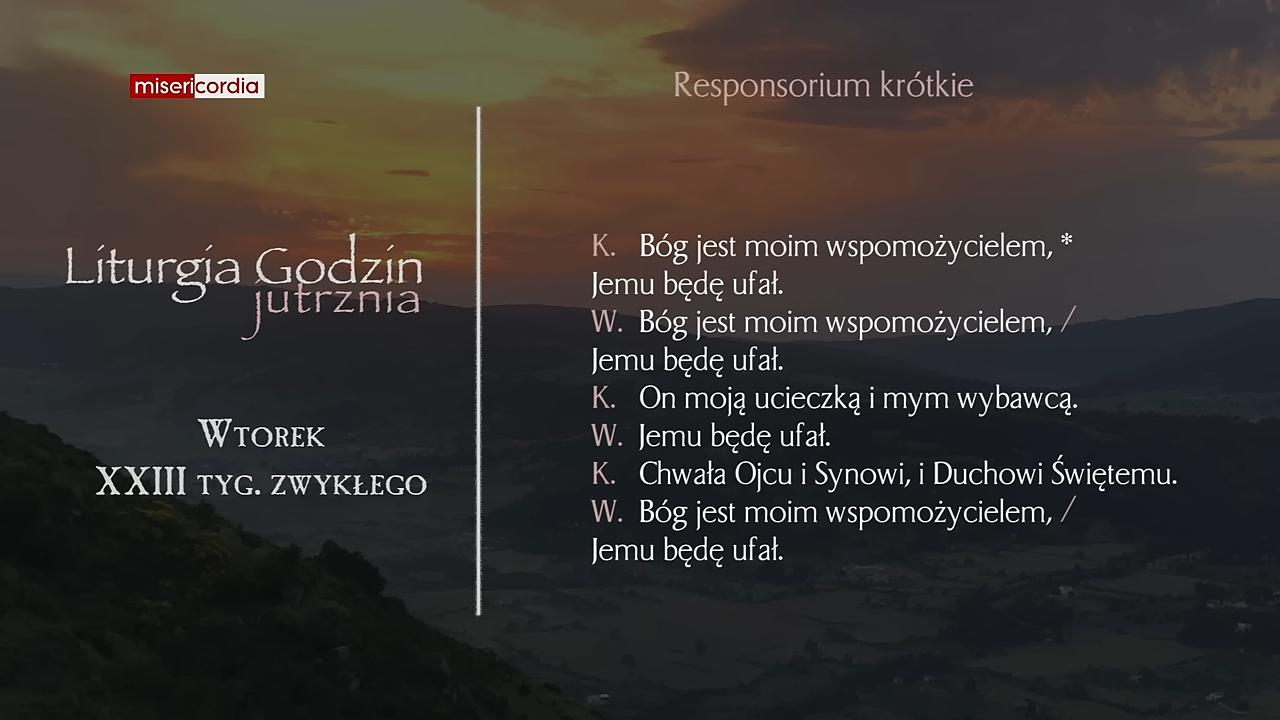 misericordia
Liturgia Godzin
jutrznia
Wtorek
XXIII tyg. zwykłego
Responsorium krótkie
K. Bóg jest moim wspomożycielem, *
Jemu będę ufał.
W. Bóg jest moim wspomożycielem, /
Jemu będę ufał.
K. On moją ucieczką i mym wybawcą.
W. Jemu będę ufał.
K. Chwała Ojcu i Synowi, i Duchowi Świętemu.
W. Bóg jest moim wspomożycielem, /
Jemu będę ufał.